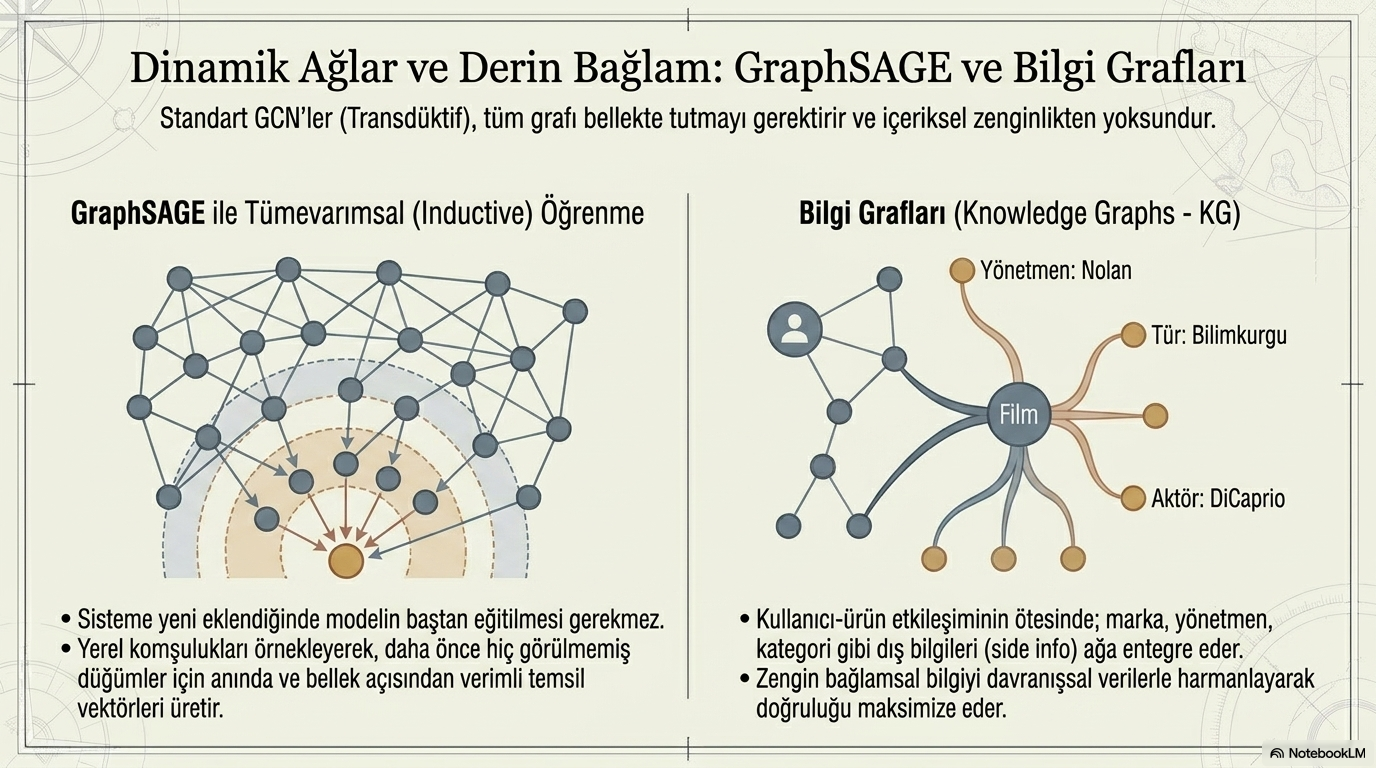 Dinamik Ağlar ve Derin Bağlam: GraphSAGE ve Bilgi Grafları
Standart GCN'ler (Transdüktif), tüm grafı bellekte tutmayı gerektirir ve içeriksel zenginlikten yoksundur.
GraphSAGE ile Tümevarımsal (Inductive) Öğrenme
• Sisteme yeni eklendiğinde modelin baştan eğitilmesi gerekmez.
• Yerel komşulukları örnekleyerek, daha önce hiç görülmemiş
düğümler için anında ve bellek açısından verimli temsil
vektörleri üretir.
Bilgi Grafları (Knowledge Graphs - KG)
Yönetmen: Nolan
Tür: Bilimkurgu
Film
Aktör: DiCaprio
• Kullanıcı-ürün etkileşiminin ötesinde; marka, yönetmen,
kategori gibi dış bilgileri (side info) ağa entegre eder.
• Zengin bağlamsal bilgiyi davranışsal verilerle harmanlayarak
doğruluğu maksimize eder.
NotebookLM